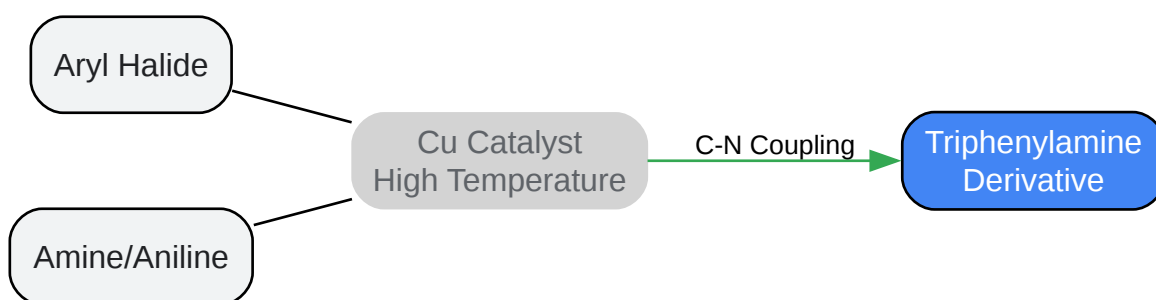 Aryl Halide
Cu Catalyst
High Temperature
C-N Coupling
Triphenylamine
Derivative
Amine/Aniline